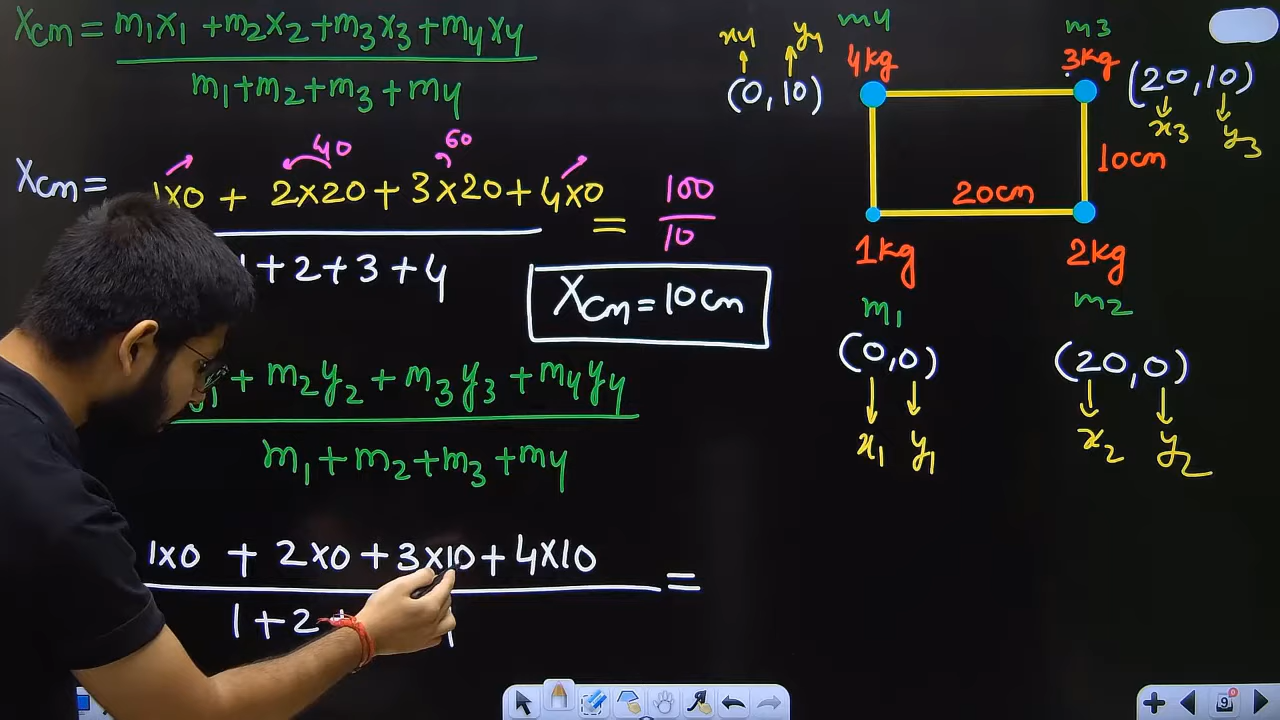 Xcm = m1x1 + m2x2 + m3x3 + m4x4
m1 + m2 + m3 + m4
40
60
Xcm = 1x0 + 2x20 + 3x20 + 4x0 = 100
10
1 + 2 + 3 + 4
Xcm = 10cm
+ m2y2 + m3y3 + m4y4
m1 + m2 + m3 + m4
1x0 + 2x0 + 3x10 + 4x10 =
1 + 2 +
m4
m3
x4 y4
4kg
3kg
(0,10)
(20,10)
x3 y3
10cm
20cm
1kg
2kg
m1
m2
(0,0)
(20,0)
x1 y1
x2 y2
9